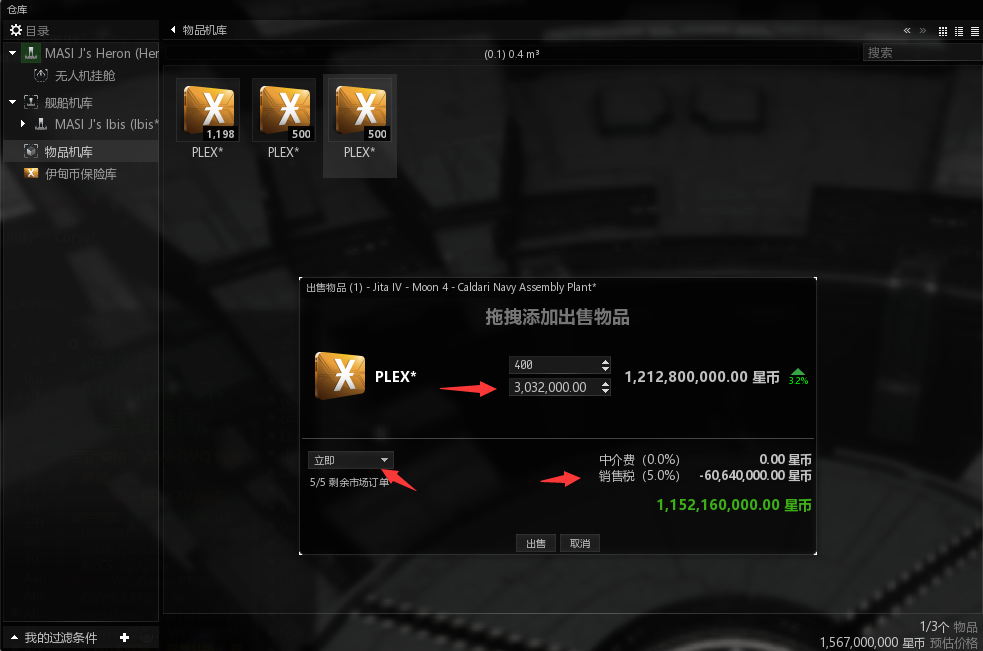 仓库
目录
物品机库
MASI J's Heron (Her
(0.1) 0.4 m³
搜索
无人机挂舱
舰船机库
MASI J's Ibis (Ibis*
物品机库
伊甸币保险库
1,198
500
500
PLEX*
PLEX*
PLEX*
出售物品 (1) - Jita IV - Moon 4 - Caldari Navy Assembly Plant*
拖拽添加出售物品
PLEX*
400
3,032,000.00
1,212,800,000.00 星币
3.2%
立即
5/5 剩余市场订单
中介费 (0.0%)
0.00 星币
销售税 (5.0%)
-60,640,000.00 星币
1,152,160,000.00 星币
出售
取消
我的过滤条件
1/3个 物品
1,567,000,000 星币 预估价格